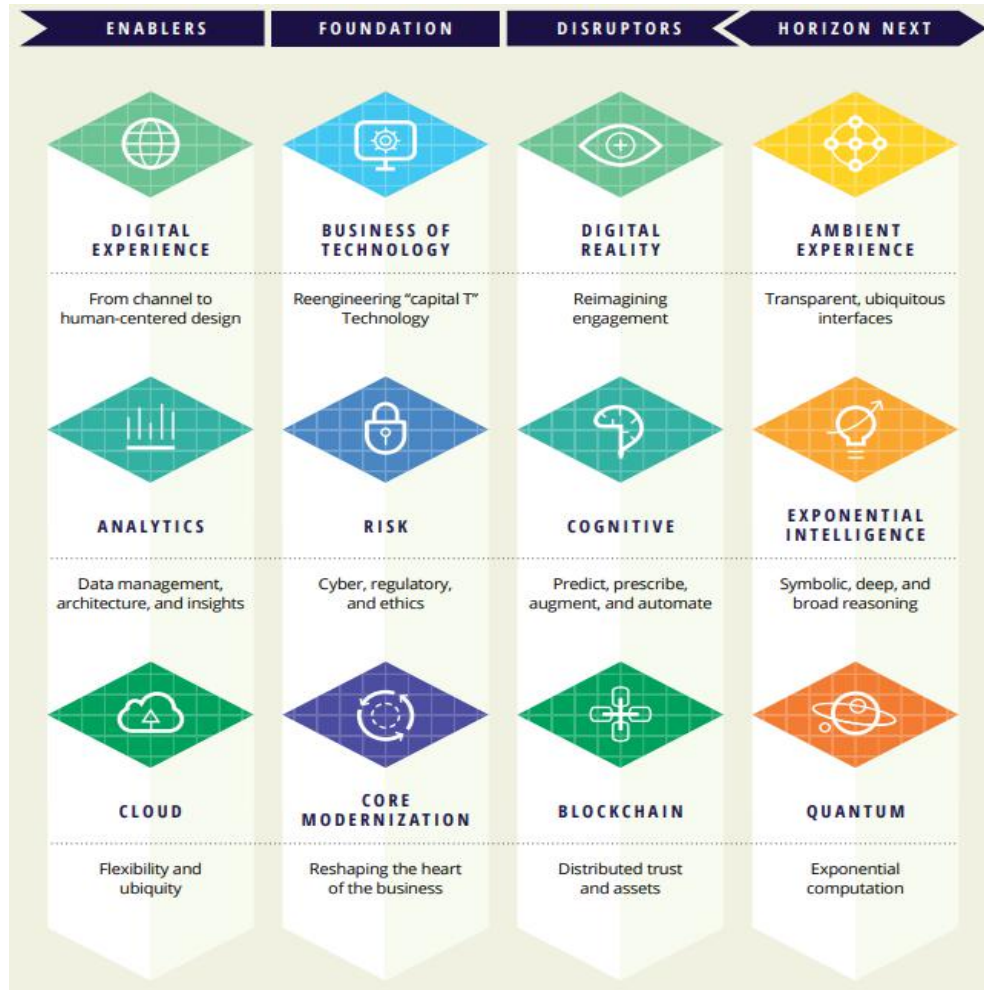 ENABLERS
FOUNDATION
DISRUPTORS
HORIZON NEXT
DIGITAL
EXPERIENCE
From channel to
human-centered design
BUSINESS OF
TECHNOLOGY
Reengineering “capital T”
Technology
DIGITAL
REALITY
Reimagining
engagement
AMBIENT
EXPERIENCE
Transparent, ubiquitous
interfaces
ANALYTICS
Data management,
architecture, and insights
RISK
Cyber, regulatory,
and ethics
COGNITIVE
Predict, prescribe,
augment, and automate
EXPONENTIAL
INTELLIGENCE
Symbolic, deep, and
broad reasoning
CLOUD
Flexibility and
ubiquity
CORE
MODERNIZATION
Reshaping the heart
of the business
BLOCKCHAIN
Distributed trust
and assets
QUANTUM
Exponential
computation